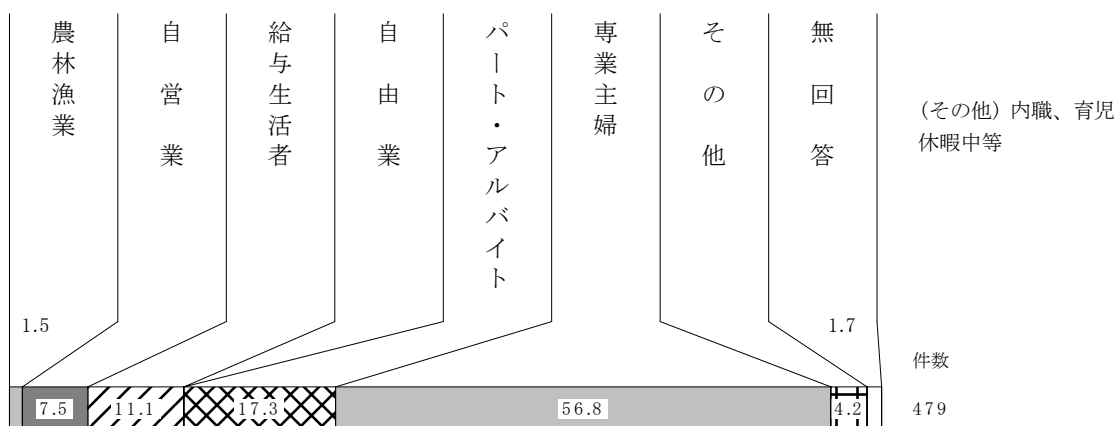 農林漁業
自営業
給与生活者
自由業
パート・アルバイト
専業主婦
その他
無回答
(その他) 内職、育児
休暇中等
1.5
1.7
件数
7.5
11.1
17.3
56.8
4.2
479